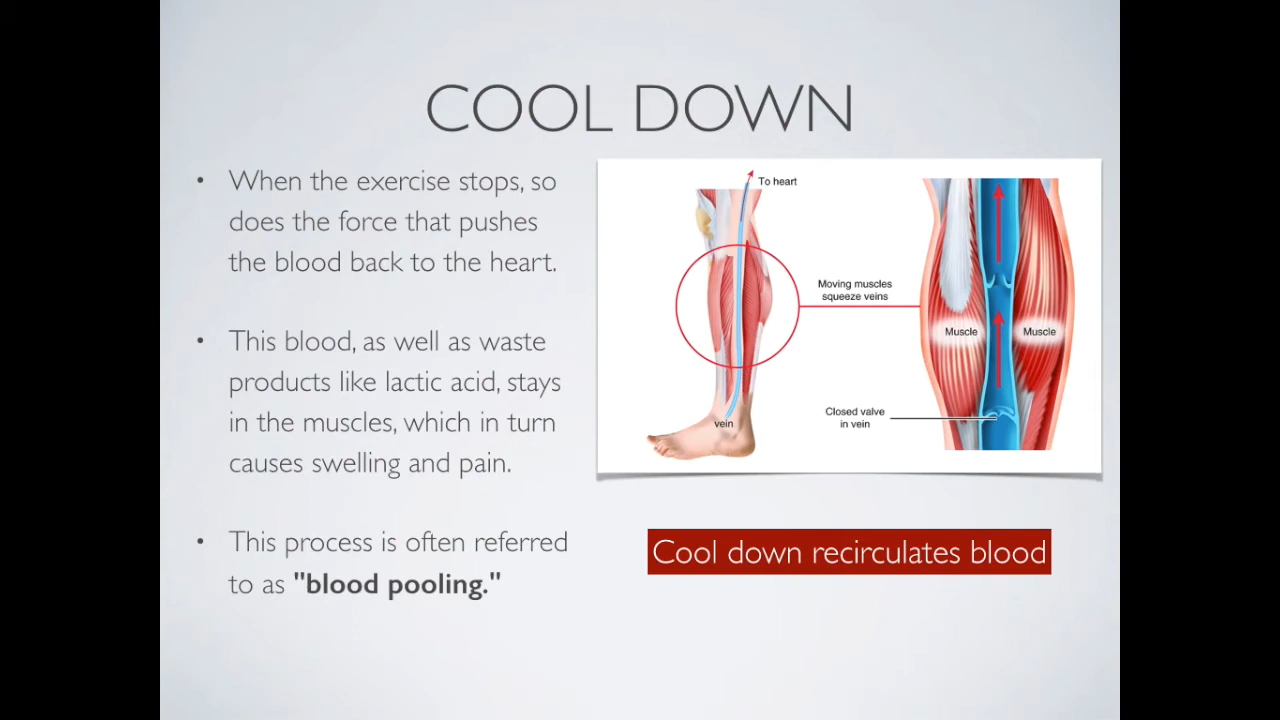 COOL DOWN
• When the exercise stops, so
does the force that pushes
the blood back to the heart.
• This blood, as well as waste
products like lactic acid, stays
in the muscles, which in turn
causes swelling and pain.
• This process is often referred
to as "blood pooling."
To heart
Moving muscles
squeeze veins
Muscle
Muscle
Closed valve
in vein
vein
Cool down recirculates blood